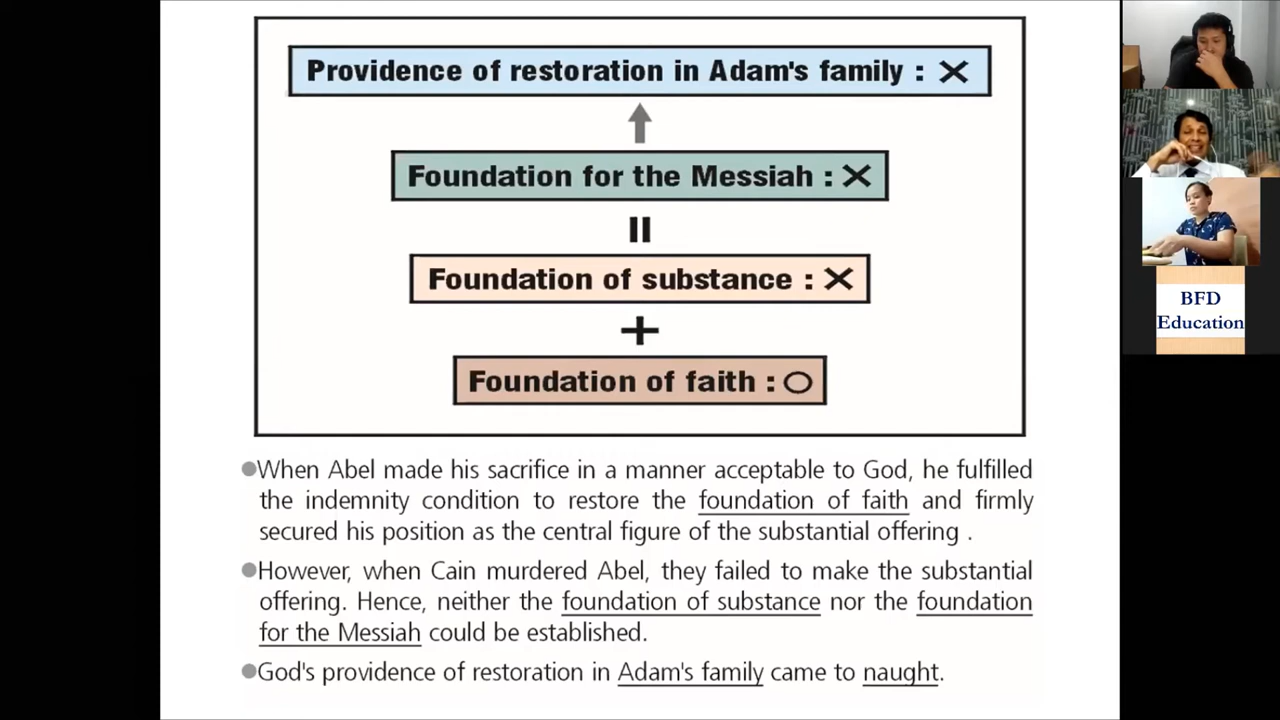 Providence of restoration in Adam's family : ×
Foundation for the Messiah : ×
=
Foundation of substance : ×
+
Foundation of faith : ○
●When Abel made his sacrifice in a manner acceptable to God, he fulfilled
the indemnity condition to restore the foundation of faith and firmly
secured his position as the central figure of the substantial offering .
●However, when Cain murdered Abel, they failed to make the substantial
offering. Hence, neither the foundation of substance nor the foundation
for the Messiah could be established.
●God's providence of restoration in Adam's family came to naught.
BFD
Education